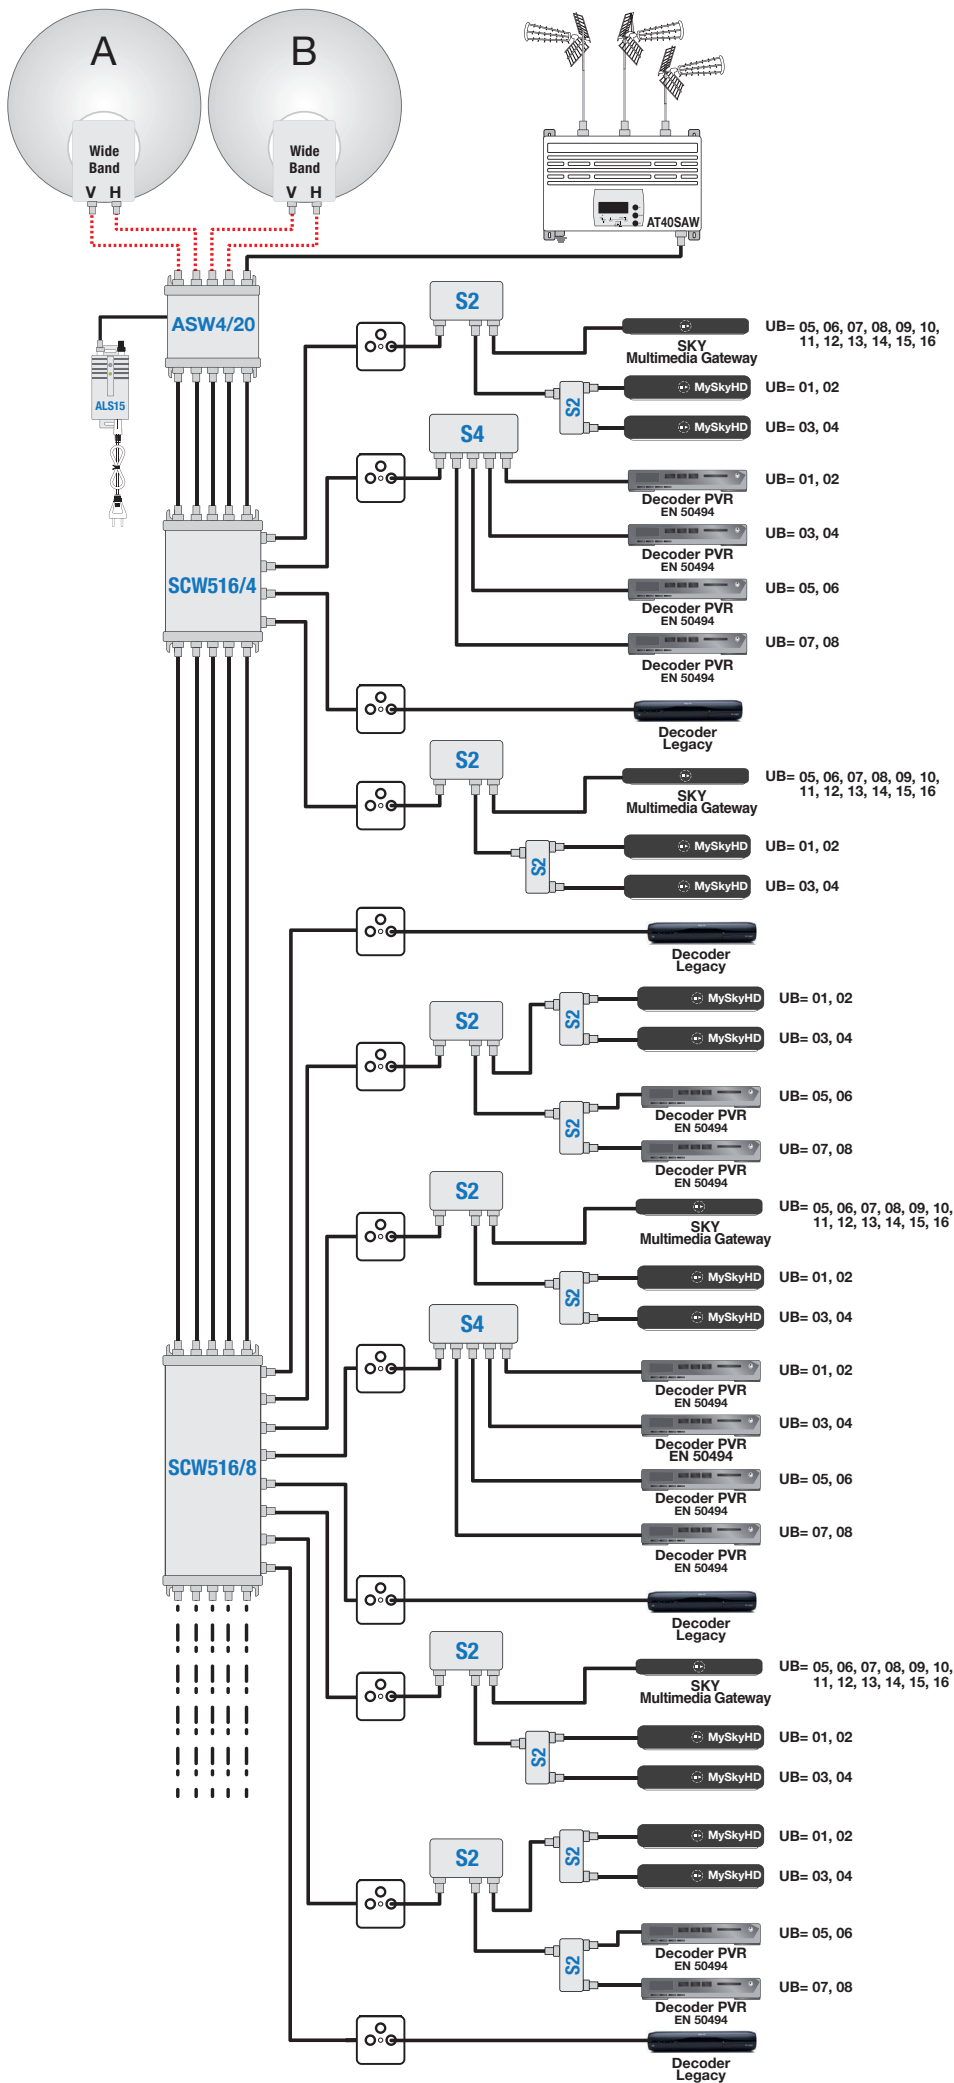 A
B
Wide
Band
V H
Wide
Band
V H
AT40SAW
ASW4/20
ALS15
S2
SKY
Multimedia Gateway
UB= 05, 06, 07, 08, 09, 10,
11, 12, 13, 14, 15, 16
S2
MySkyHD
UB= 01, 02
MySkyHD
UB= 03, 04
S4
Decoder PVR
EN 50494
UB= 01, 02
Decoder PVR
EN 50494
UB= 03, 04
SCW516/4
Decoder PVR
EN 50494
UB= 05, 06
Decoder PVR
EN 50494
UB= 07, 08
Decoder
Legacy
S2
SKY
Multimedia Gateway
UB= 05, 06, 07, 08, 09, 10,
11, 12, 13, 14, 15, 16
S2
MySkyHD
UB= 01, 02
MySkyHD
UB= 03, 04
Decoder
Legacy
S2
S2
MySkyHD
UB= 01, 02
MySkyHD
UB= 03, 04
S2
Decoder PVR
EN 50494
UB= 05, 06
Decoder PVR
EN 50494
UB= 07, 08
S2
SKY
Multimedia Gateway
UB= 05, 06, 07, 08, 09, 10,
11, 12, 13, 14, 15, 16
S2
MySkyHD
UB= 01, 02
MySkyHD
UB= 03, 04
S4
Decoder PVR
EN 50494
UB= 01, 02
Decoder PVR
EN 50494
UB= 03, 04
SCW516/8
Decoder PVR
EN 50494
UB= 05, 06
Decoder PVR
EN 50494
UB= 07, 08
Decoder
Legacy
S2
SKY
Multimedia Gateway
UB= 05, 06, 07, 08, 09, 10,
11, 12, 13, 14, 15, 16
S2
MySkyHD
UB= 01, 02
MySkyHD
UB= 03, 04
S2
S2
MySkyHD
UB= 01, 02
MySkyHD
UB= 03, 04
S2
Decoder PVR
EN 50494
UB= 05, 06
Decoder PVR
EN 50494
UB= 07, 08
Decoder
Legacy